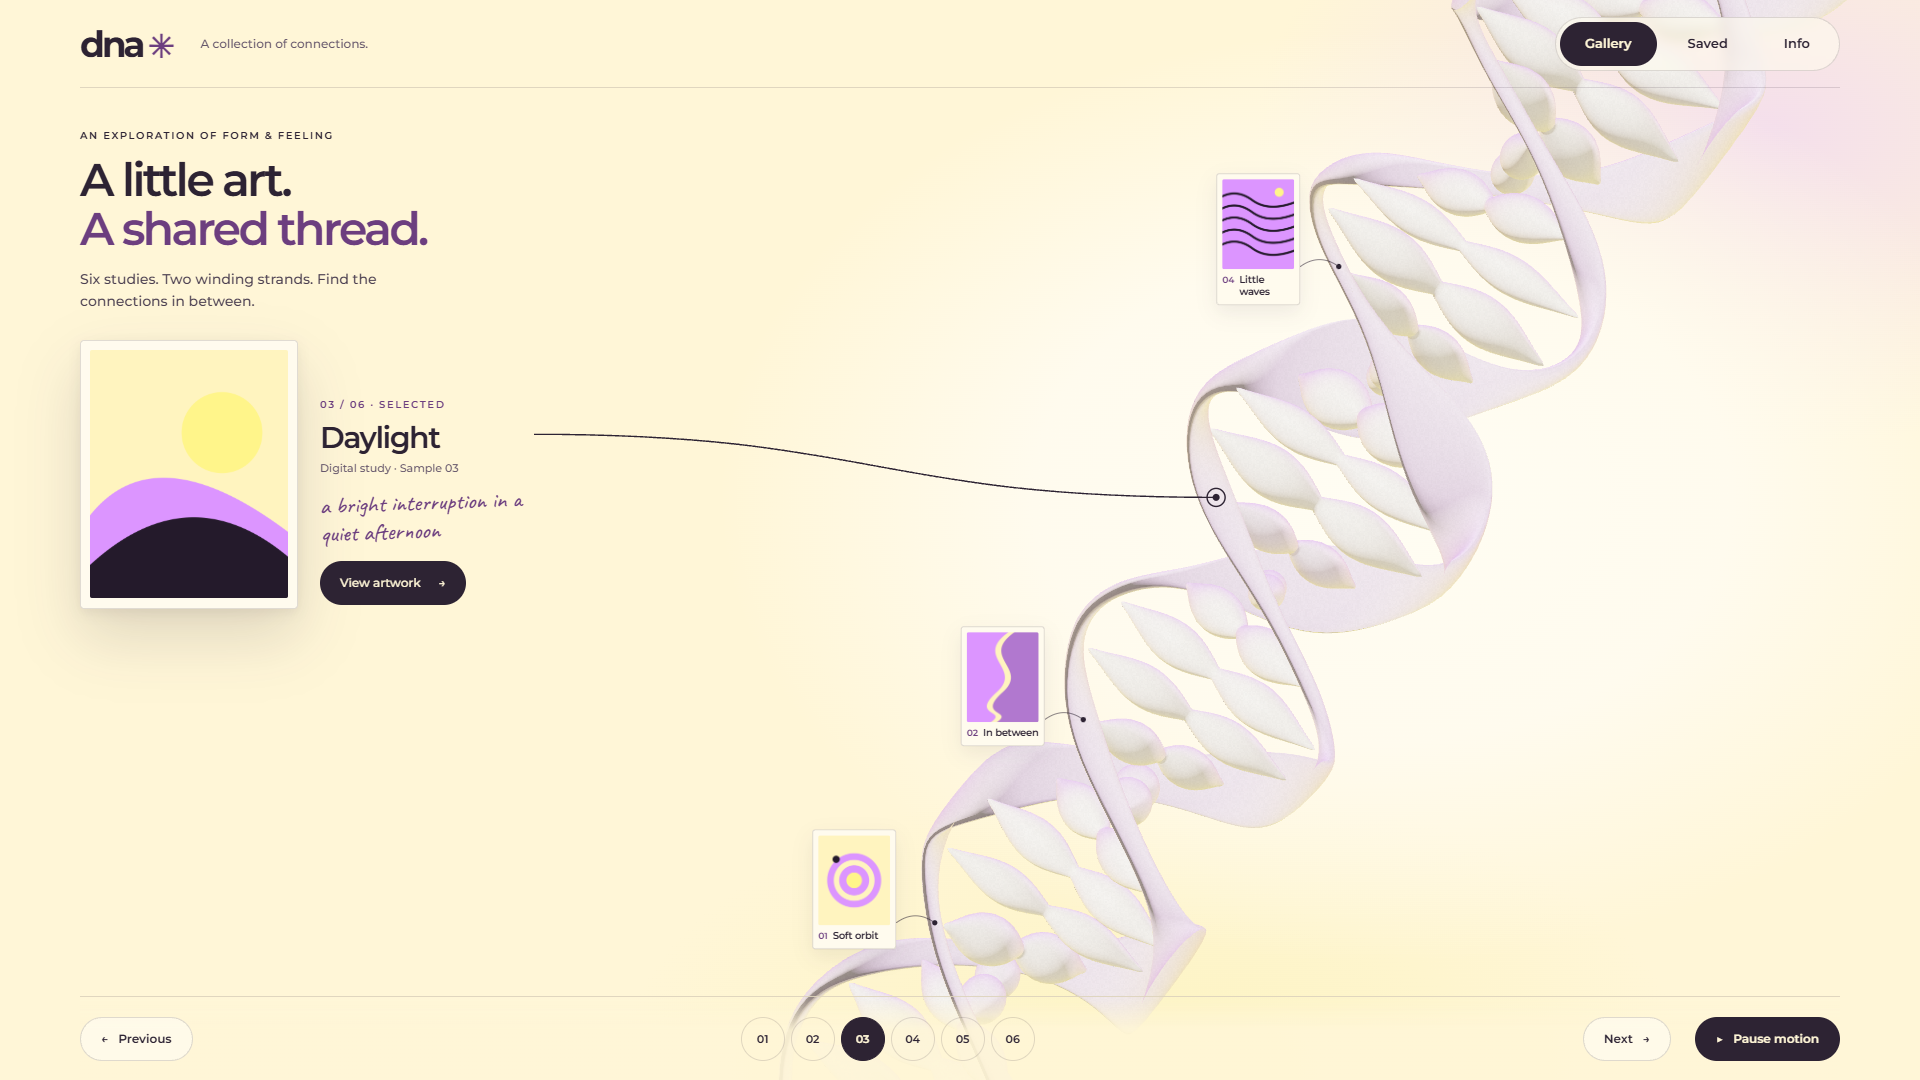 dna
A collection of connections.
Gallery
Saved
Info
AN EXPLORATION OF FORM & FEELING
A little art.
A shared thread.
Six studies. Two winding strands. Find the
connections in between.
03 / 06 · SELECTED
Daylight
Digital study · Sample 03
a bright interruption in a
quiet afternoon
View artwork →
04 Little
waves
02 In between
01 Soft orbit
← Previous
01
02
03
04
05
06
Next →
▸ Pause motion